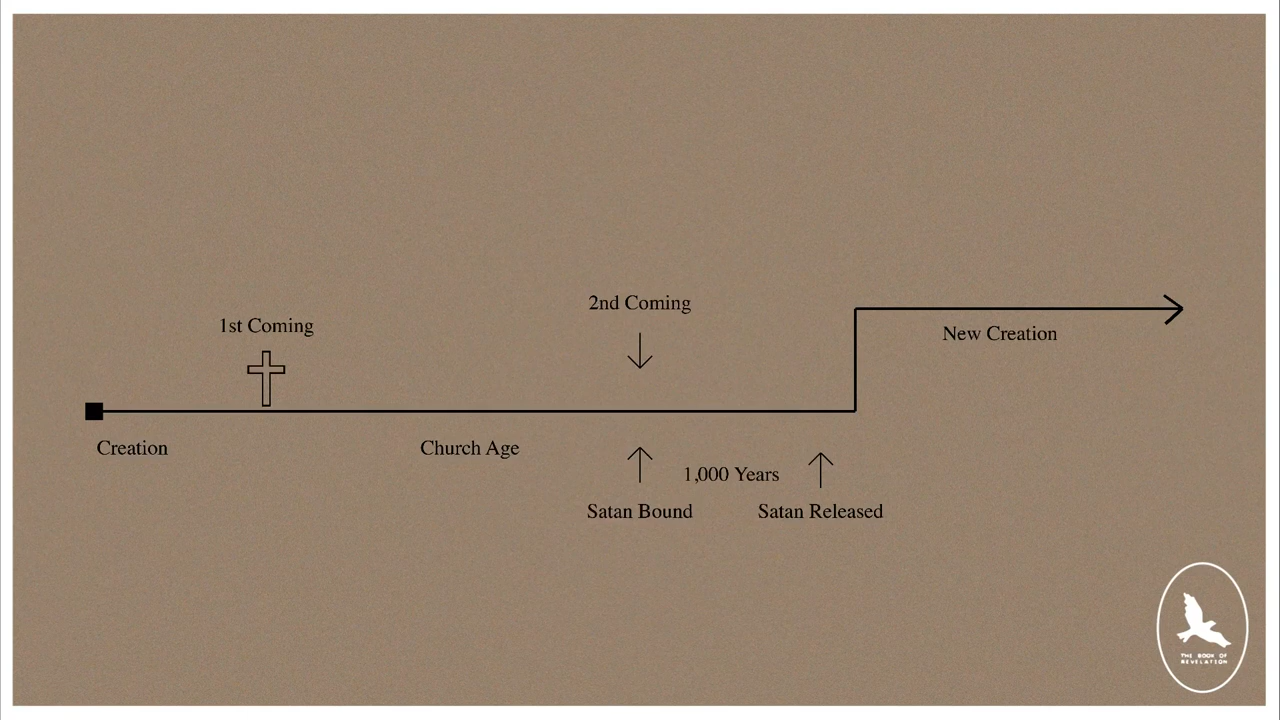 2nd Coming
1st Coming
New Creation
Creation
Church Age
1,000 Years
Satan Bound
Satan Released
THE BOOK OF
REVELATION